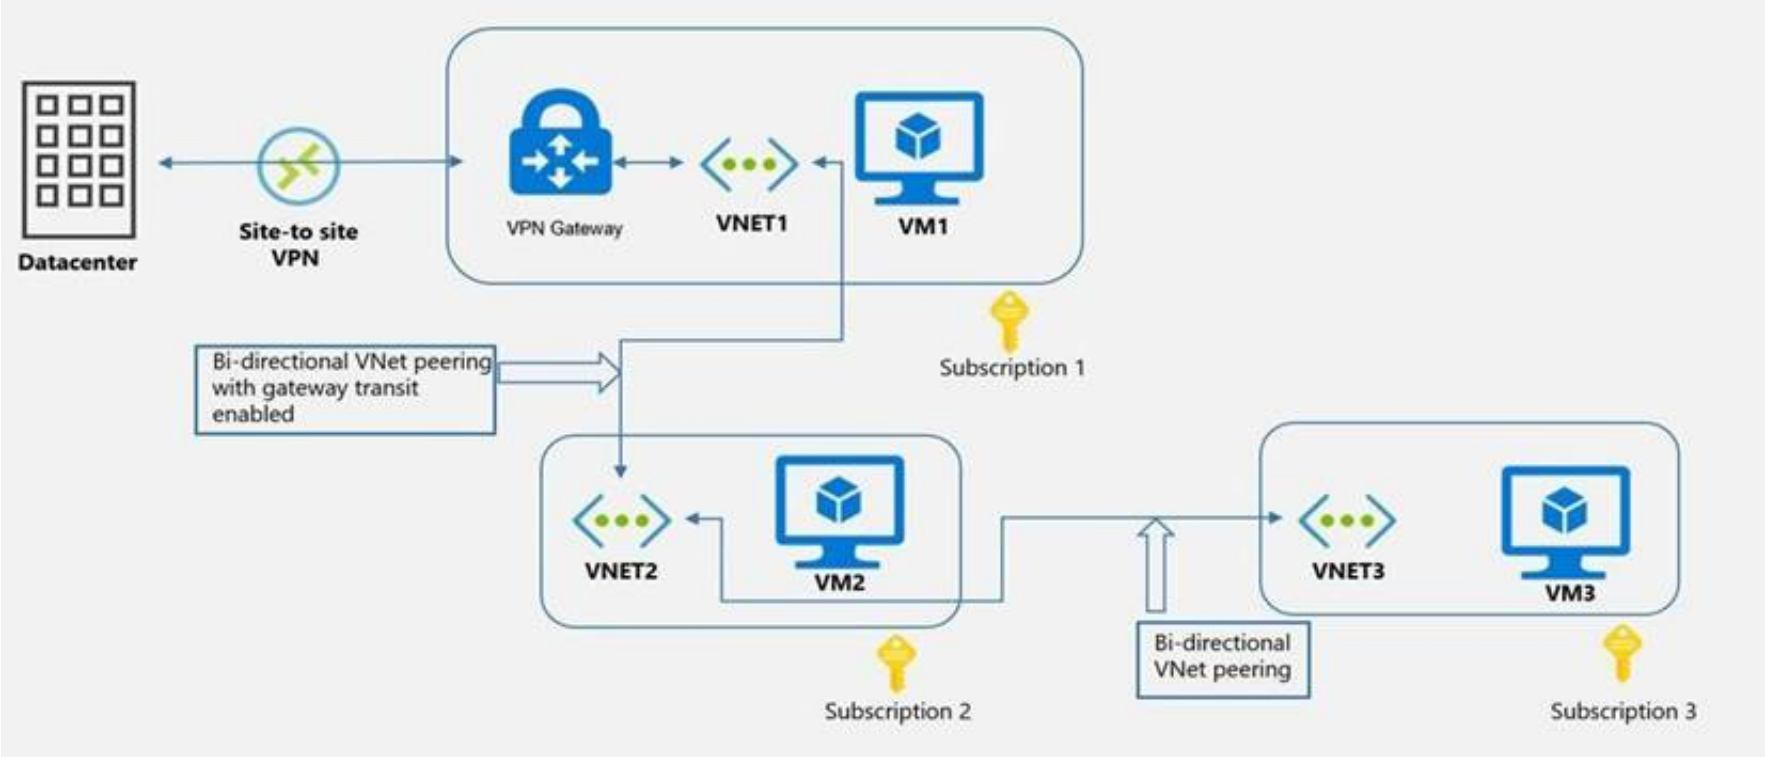 Datacenter
Site-to site
VPN
VPN Gateway
VNET1
VM1
Subscription 1
Bi-directional VNet peering
with gateway transit
enabled
VNET2
VM2
Subscription 2
Bi-directional
VNet peering
VNET3
VM3
Subscription 3